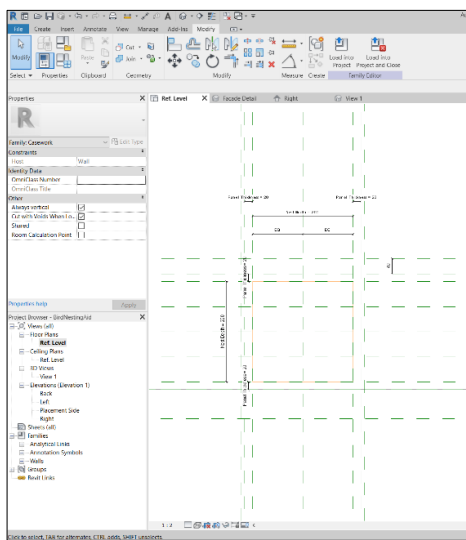 File Create Insert Annotate View Manage Add-Ins Modify
Modify
Paste
Cut
Join
Load into Project
Load into Project and Close
Select Properties Clipboard Geometry Modify Measure Create Family Editor
Properties
Ref. Level
Facade Detail
Right
View 1
R
Family: Casework
Edit Type
Constraints
Host
Wall
Identity Data
OmniClass Number
OmniClass Title
Other
Always vertical
Cut with Voids When Lo...
Shared
Room Calculation Point
Properties help
Apply
EQ
EQ
Project Browser - BirdNestingAid
Views (all)
Floor Plans
Ref. Level
Ceiling Plans
Ref. Level
3D Views
View 1
Elevations (Elevation 1)
Back
Left
Placement Side
Right
Sheets (all)
Families
Analytical Links
Annotation Symbols
Walls
Groups
Revit Links
1 : 2
Click to select, TAB for alternates, CTRL adds, SHIFT unselects.